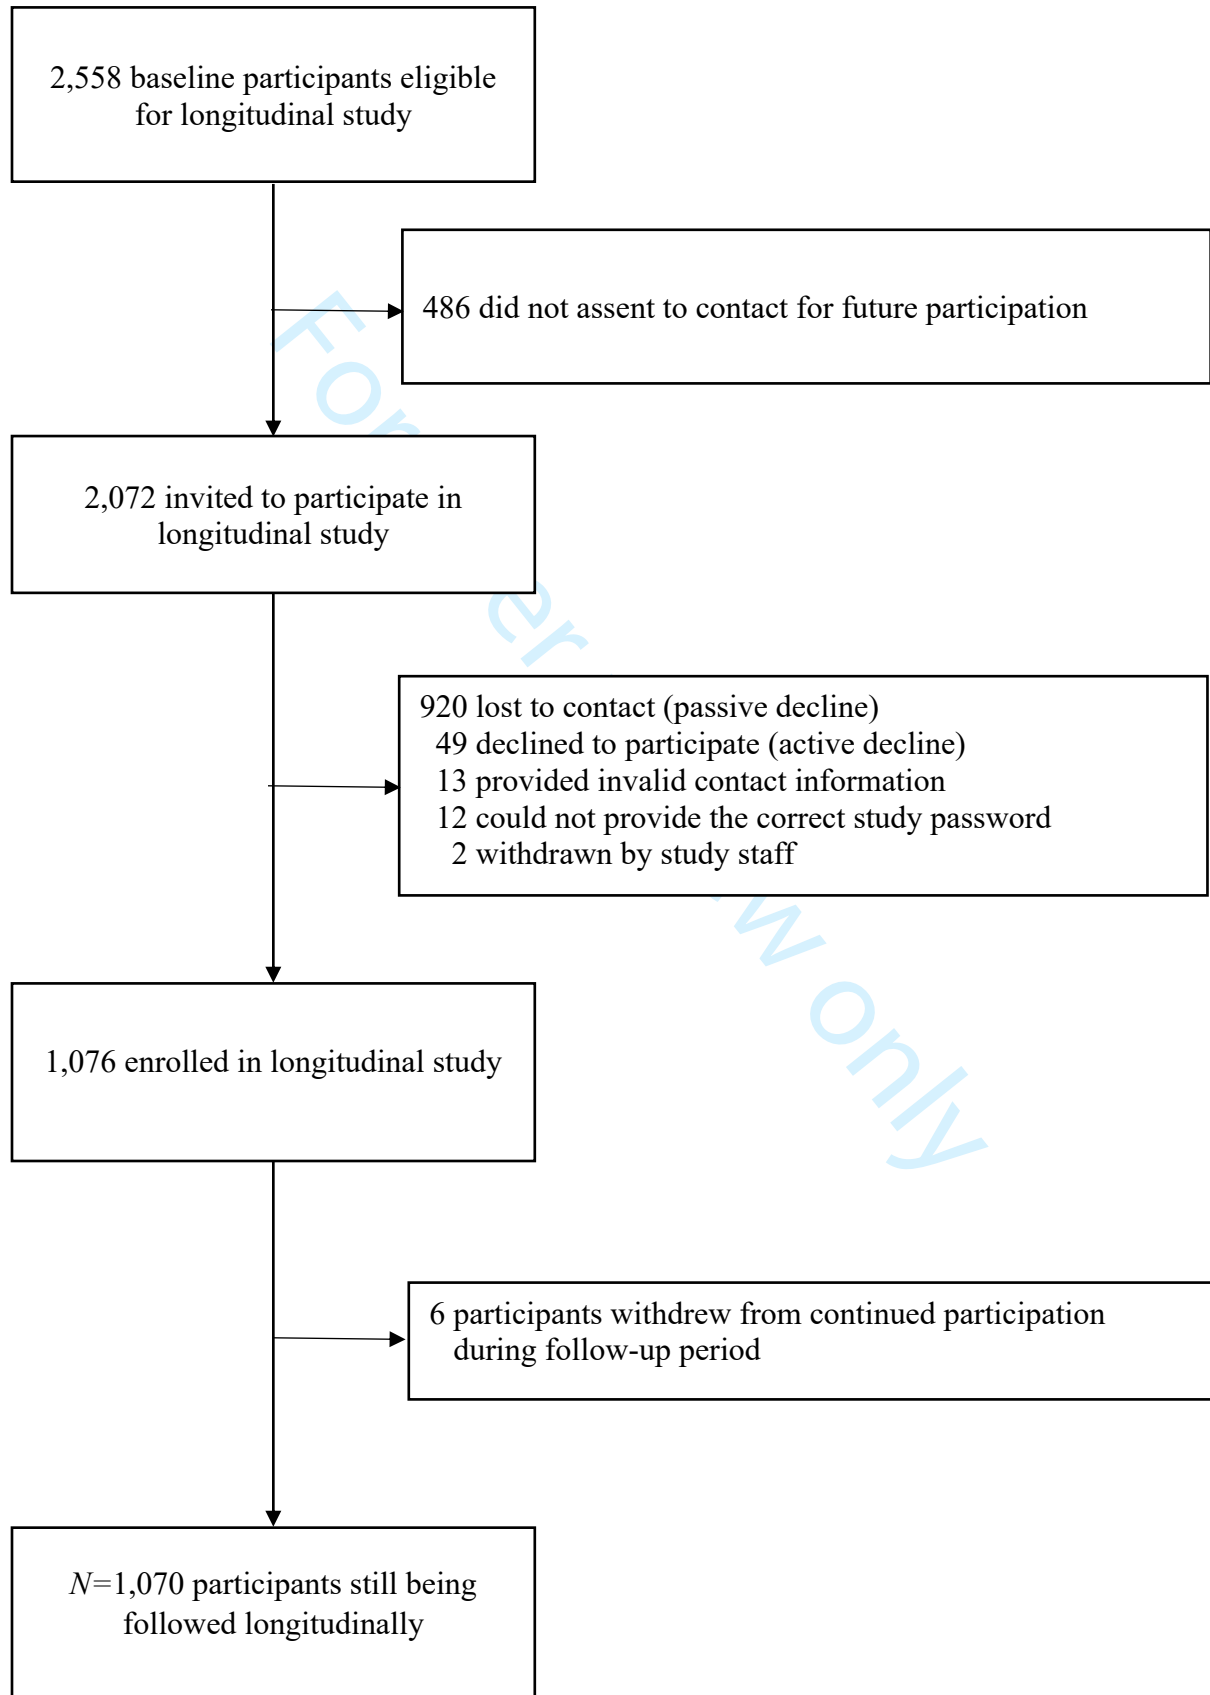 2,558 baseline participants eligible
for longitudinal study
486 did not assent to contact for future participation
2,072 invited to participate in
longitudinal study
920 lost to contact (passive decline)
49 declined to participate (active decline)
13 provided invalid contact information
12 could not provide the correct study password
2 withdrawn by study staff
1,076 enrolled in longitudinal study
6 participants withdrew from continued participation
during follow-up period
N=1,070 participants still being
followed longitudinally
For er w only